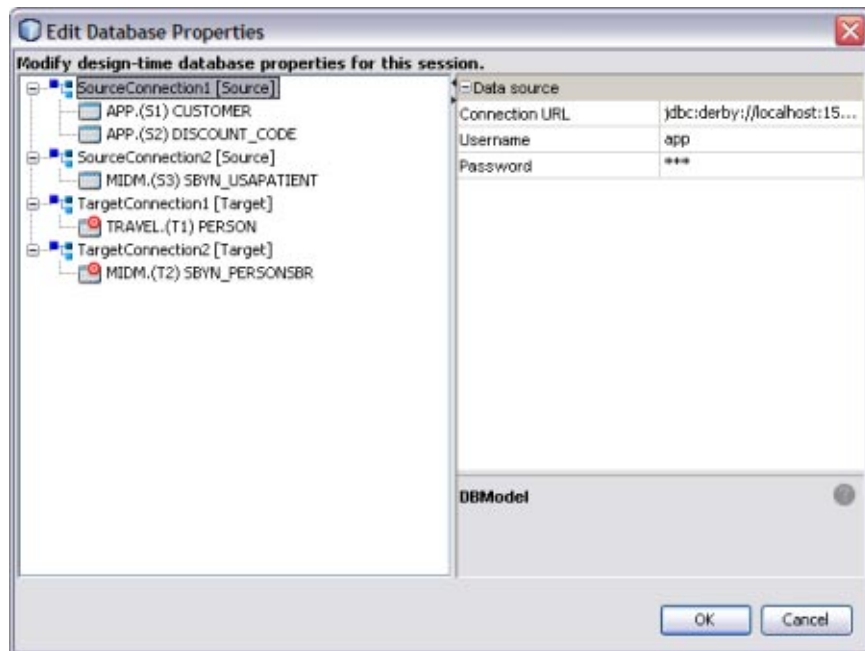 Edit Database Properties
Modify design-time database properties for this session.
SourceConnection1 [Source]
APP.(S1) CUSTOMER
APP.(S2) DISCOUNT_CODE
SourceConnection2 [Source]
MIDM.(S3) SBYN_USAPATIENT
TargetConnection1 [Target]
TRAVEL.(T1) PERSON
TargetConnection2 [Target]
MIDM.(T2) SBYN_PERSONSBR
Data source
Connection URL jdbc:derby://localhost:15...
Username app
Password ***
DBModel
OK Cancel